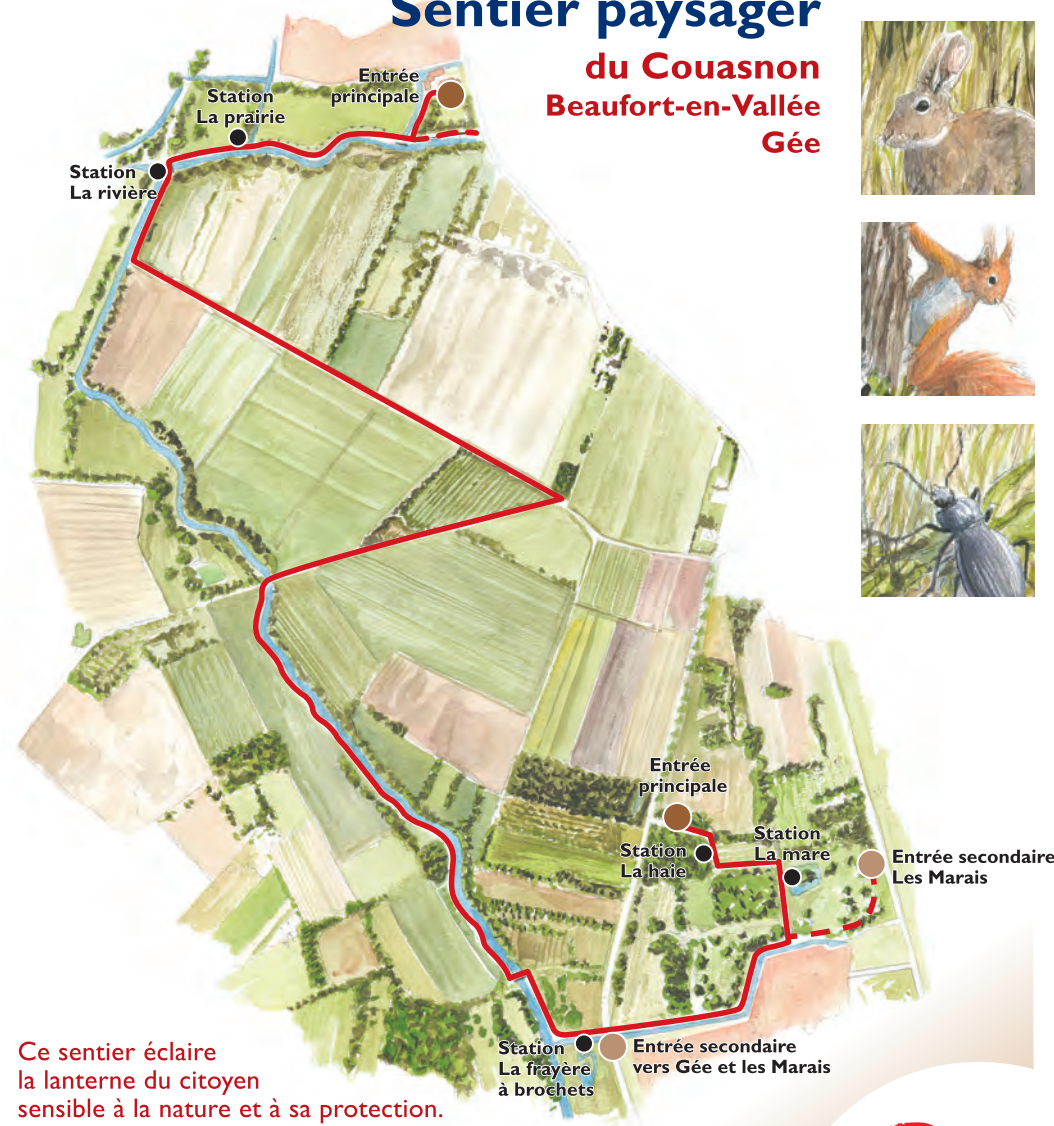 Sentier paysager
du Couasnon
Beaufort-en-Vallée
Gée
Entrée
principale
Station
La prairie
Station
La rivière
Entrée
principale
Station
La haie
Station
La mare
Entrée secondaire
Les Marais
Station
La frayère
à brochets
Entrée secondaire
vers Gée et les Marais
Ce sentier éclaire
la lanterne du citoyen
sensible à la nature et à sa protection.